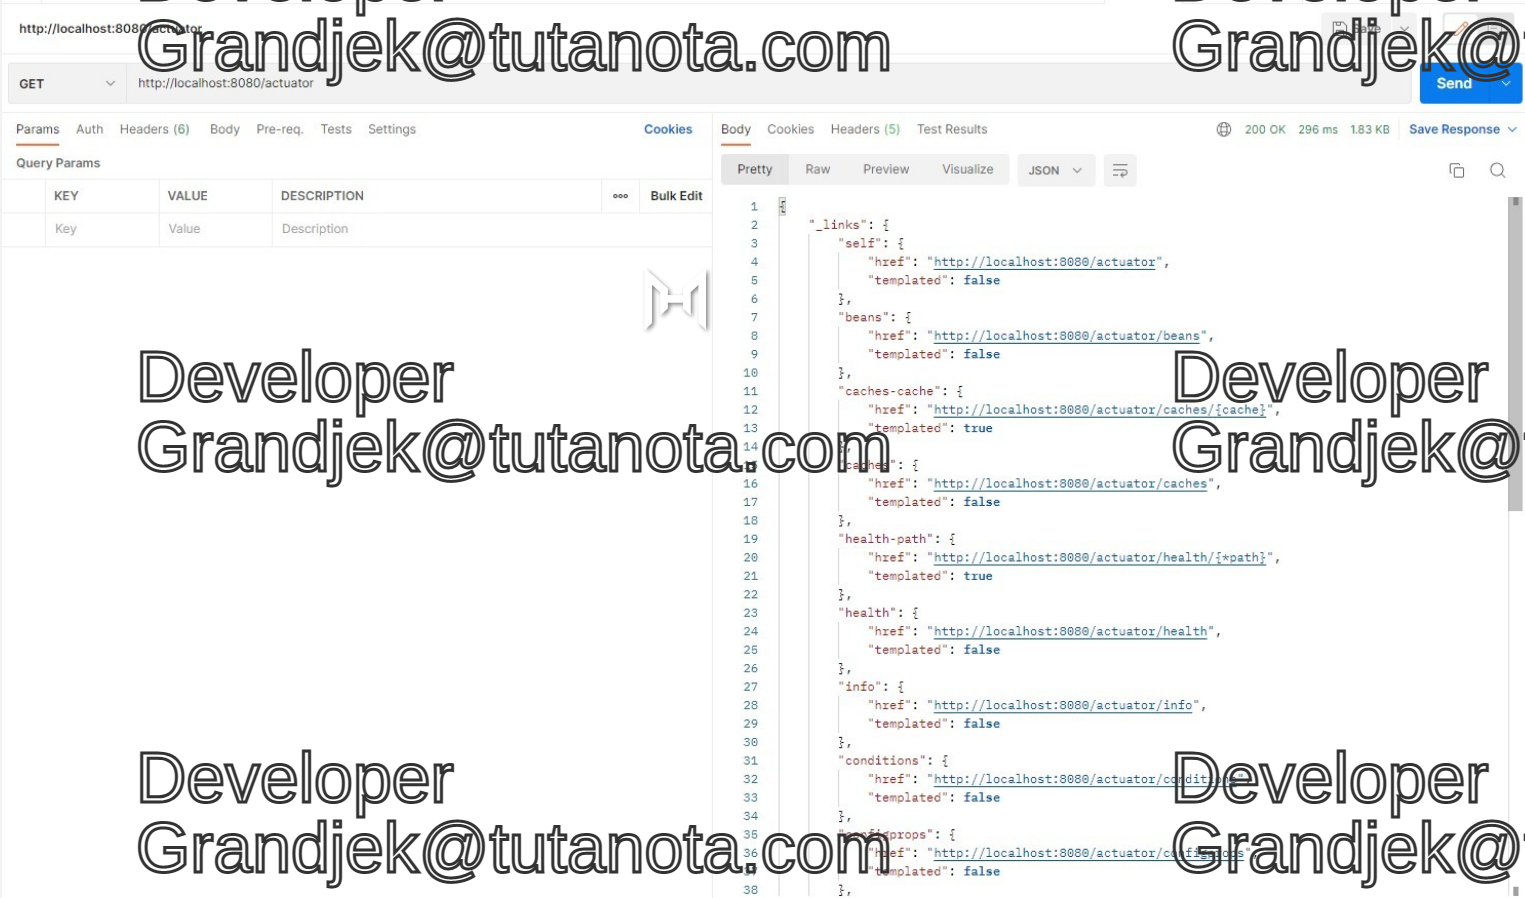 Developer
Grandjek@tutanota.com
Developer
Grandjek@
http://localhost:8080/actuator
Save
GET
http://localhost:8080/actuator
Send
Params Auth Headers (6) Body Pre-req. Tests Settings Cookies
Query Params
KEY VALUE DESCRIPTION ooo Bulk Edit
Key Value Description
Body Cookies Headers (5) Test Results 200 OK 296 ms 1.83 KB Save Response
Pretty Raw Preview Visualize JSON
1 {
2 "_links": {
3 "self": {
4 "href": "http://localhost:8080/actuator",
5 "templated": false
6 },
7 "beans": {
8 "href": "http://localhost:8080/actuator/beans",
9 "templated": false
10 },
11 "caches-cache": {
12 "href": "http://localhost:8080/actuator/caches/{cache}",
13 "templated": true
14 },
15 "caches": {
16 "href": "http://localhost:8080/actuator/caches",
17 "templated": false
18 },
19 "health-path": {
20 "href": "http://localhost:8080/actuator/health/{*path}",
21 "templated": true
22 },
23 "health": {
24 "href": "http://localhost:8080/actuator/health",
25 "templated": false
26 },
27 "info": {
28 "href": "http://localhost:8080/actuator/info",
29 "templated": false
30 },
31 "conditions": {
32 "href": "http://localhost:8080/actuator/conditions",
33 "templated": false
34 },
35 "configprops": {
36 "href": "http://localhost:8080/actuator/configprops",
37 "templated": false
38 },
Developer
Grandjek@tutanota.com
Developer
Grandjek@
Developer
Grandjek@tutanota.com
Developer
Grandjek@